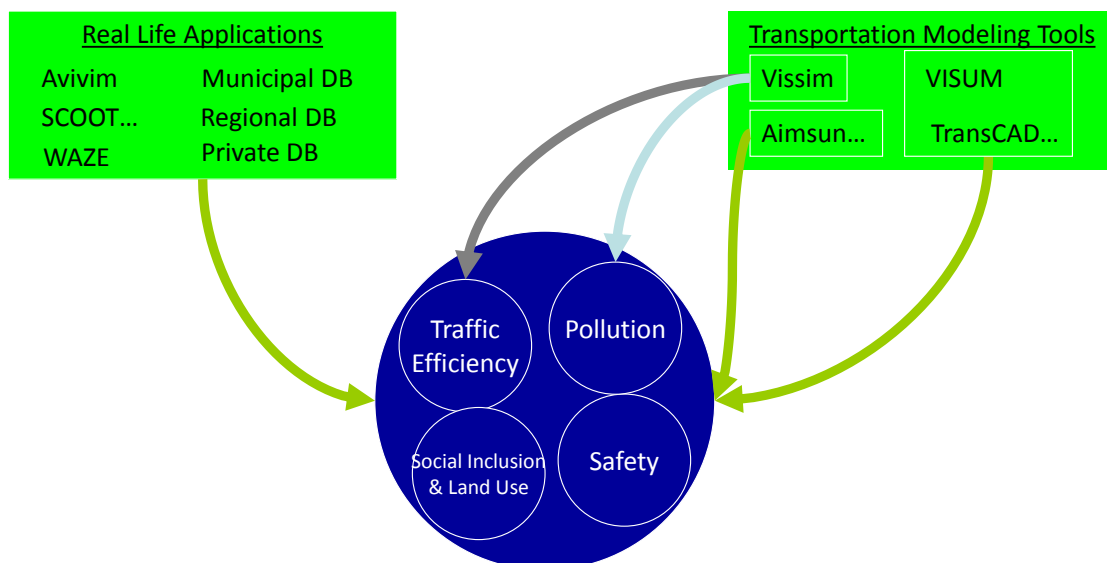 Real Life Applications
Avivim Municipal DB
SCOOT... Regional DB
WAZE Private DB
Transportation Modeling Tools
Vissim VISUM
Aimsun... TransCAD...
Traffic
Efficiency
Pollution
Social Inclusion
& Land Use
Safety